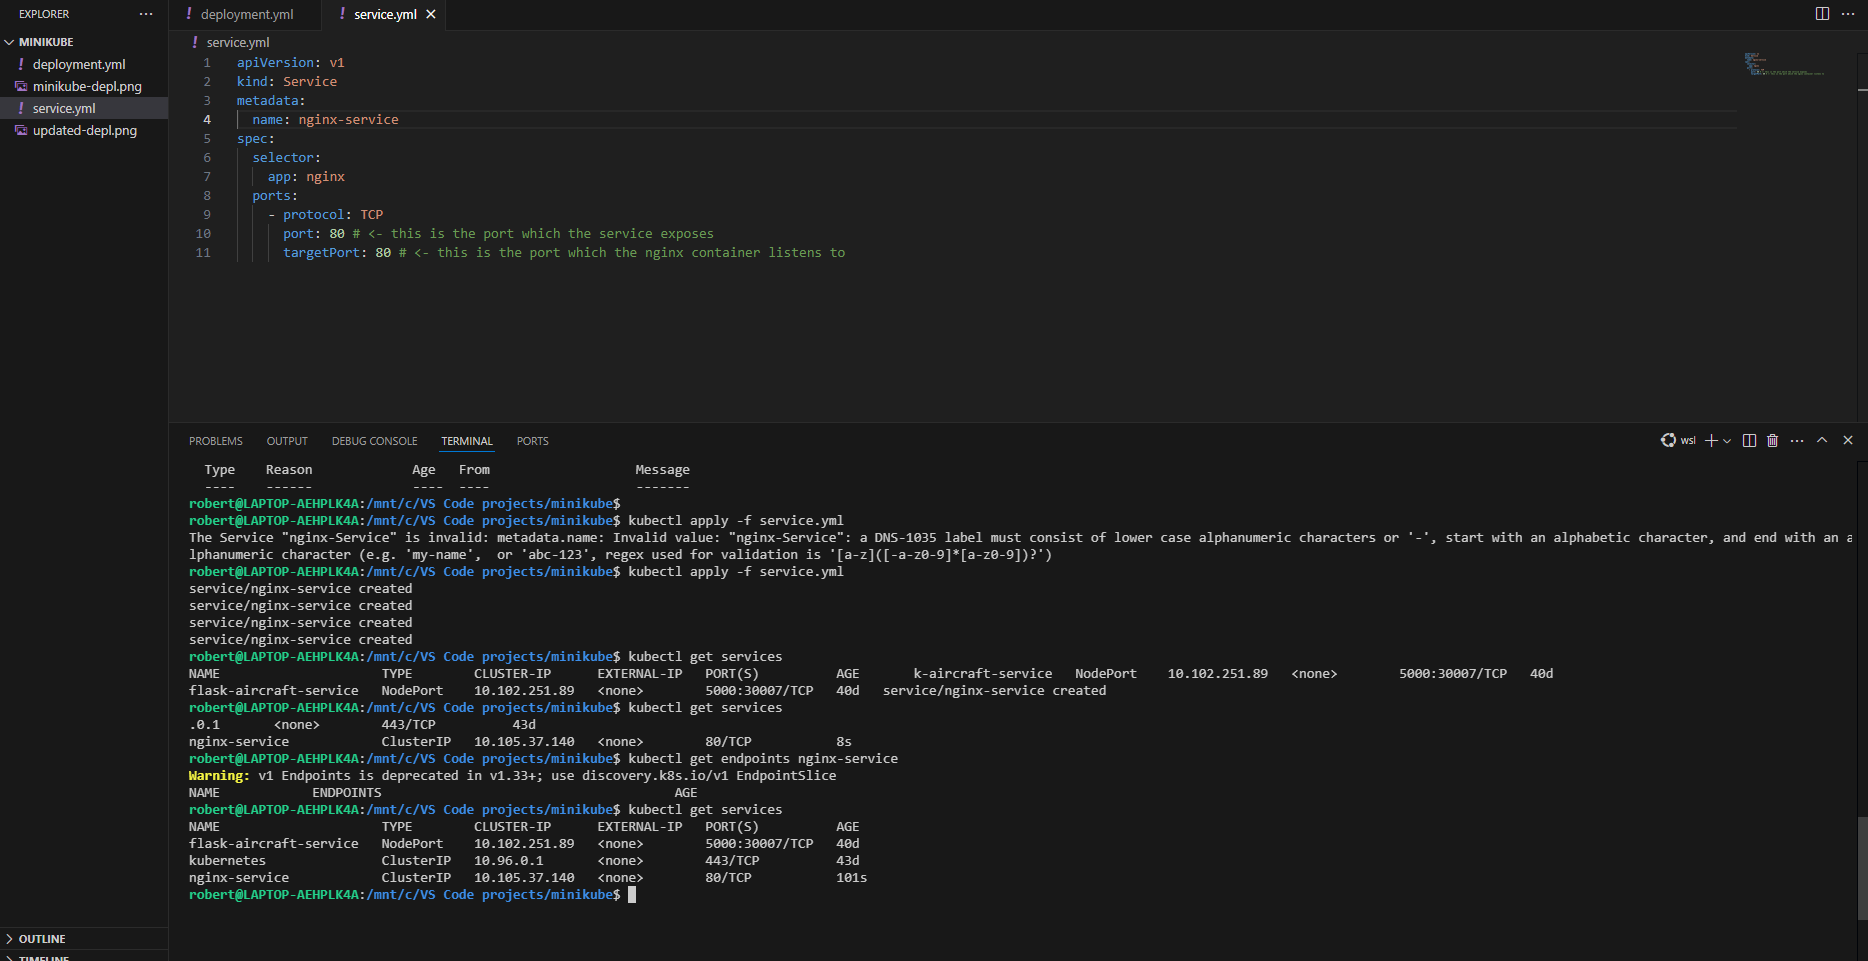 EXPLORER
MINIKUBE
deployment.yml
minikube-depl.png
service.yml
updated-depl.png
OUTLINE
TIMELINE
deployment.yml
service.yml
service.yml
1 apiVersion: v1
2 kind: Service
3 metadata:
4   name: nginx-service
5 spec:
6   selector:
7     app: nginx
8   ports:
9     - protocol: TCP
10       port: 80 # <- this is the port which the service exposes
11       targetPort: 80 # <- this is the port which the nginx container listens to
PROBLEMS OUTPUT DEBUG CONSOLE TERMINAL PORTS
wsl
  Type    Reason             Age   From                   Message
  ----    ------             ----  ----                   -------
robert@LAPTOP-AEHPLK4A:/mnt/c/VS Code projects/minikube$
robert@LAPTOP-AEHPLK4A:/mnt/c/VS Code projects/minikube$ kubectl apply -f service.yml
The Service "nginx-Service" is invalid: metadata.name: Invalid value: "nginx-Service": a DNS-1035 label must consist of lower case alphanumeric characters or '-', start with an alphabetic character, and end with an a
lphanumeric character (e.g. 'my-name',  or 'abc-123', regex used for validation is '[a-z]([-a-z0-9]*[a-z0-9])?')
robert@LAPTOP-AEHPLK4A:/mnt/c/VS Code projects/minikube$ kubectl apply -f service.yml
service/nginx-service created
service/nginx-service created
service/nginx-service created
service/nginx-service created
robert@LAPTOP-AEHPLK4A:/mnt/c/VS Code projects/minikube$ kubectl get services
NAME                     TYPE        CLUSTER-IP      EXTERNAL-IP   PORT(S)          AGE       k-aircraft-service   NodePort    10.102.251.89   <none>        5000:30007/TCP   40d
flask-aircraft-service   NodePort    10.102.251.89   <none>        5000:30007/TCP   40d   service/nginx-service created
robert@LAPTOP-AEHPLK4A:/mnt/c/VS Code projects/minikube$ kubectl get services
.0.1       <none>        443/TCP          43d
nginx-service            ClusterIP   10.105.37.140   <none>        80/TCP           8s
robert@LAPTOP-AEHPLK4A:/mnt/c/VS Code projects/minikube$ kubectl get endpoints nginx-service
Warning: v1 Endpoints is deprecated in v1.33+; use discovery.k8s.io/v1 EndpointSlice
NAME            ENDPOINTS                                      AGE
robert@LAPTOP-AEHPLK4A:/mnt/c/VS Code projects/minikube$ kubectl get services
NAME                     TYPE        CLUSTER-IP      EXTERNAL-IP   PORT(S)          AGE
flask-aircraft-service   NodePort    10.102.251.89   <none>        5000:30007/TCP   40d
kubernetes               ClusterIP   10.96.0.1       <none>        443/TCP          43d
nginx-service            ClusterIP   10.105.37.140   <none>        80/TCP           101s
robert@LAPTOP-AEHPLK4A:/mnt/c/VS Code projects/minikube$